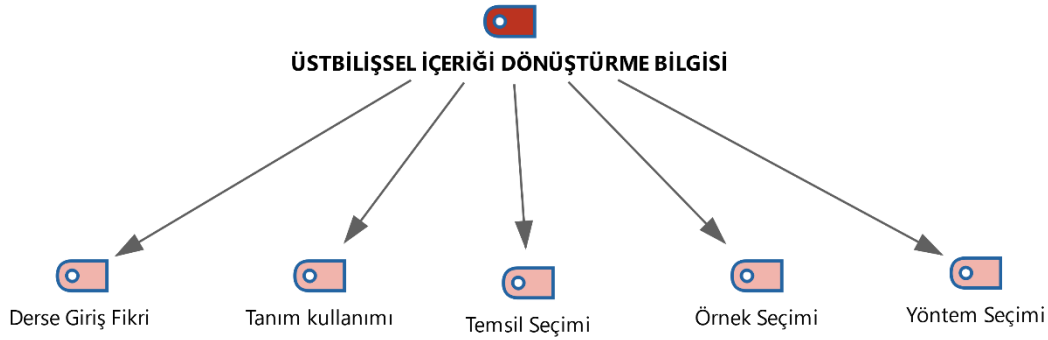 ÜSTBİLİŞSEL İÇERİĞİ DÖNÜŞTÜRME BİLGİSİ
Derse Giriş Fikri
Tanım kullanımı
Temsil Seçimi
Örnek Seçimi
Yöntem Seçimi